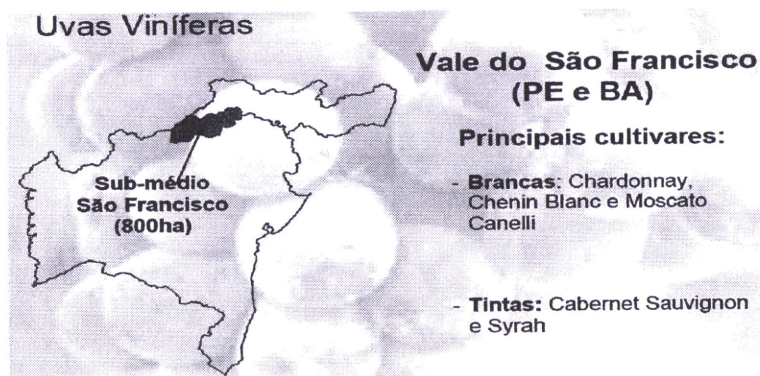 Uvas Viníferas
Vale do São Francisco
(PE e BA)
Principais cultivares:
Sub-médio
São Francisco
(800ha)
- Brancas: Chardonnay,
Chenin Blanc e Moscato
Canelli
- Tintas: Cabernet Sauvignon
e Syrah